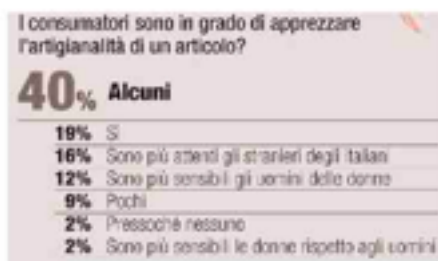 I consumatori sono in grado di apprezzare
l'artigianalità di un articolo?
40% Alcuni
19% Sì
16% Sono più attenti gli stranieri degli italiani
12% Sono più sensibili gli uomini delle donne
9% Pochi
2% Pressoché nessuno
2% Sono più sensibili le donne rispetto agli uomini